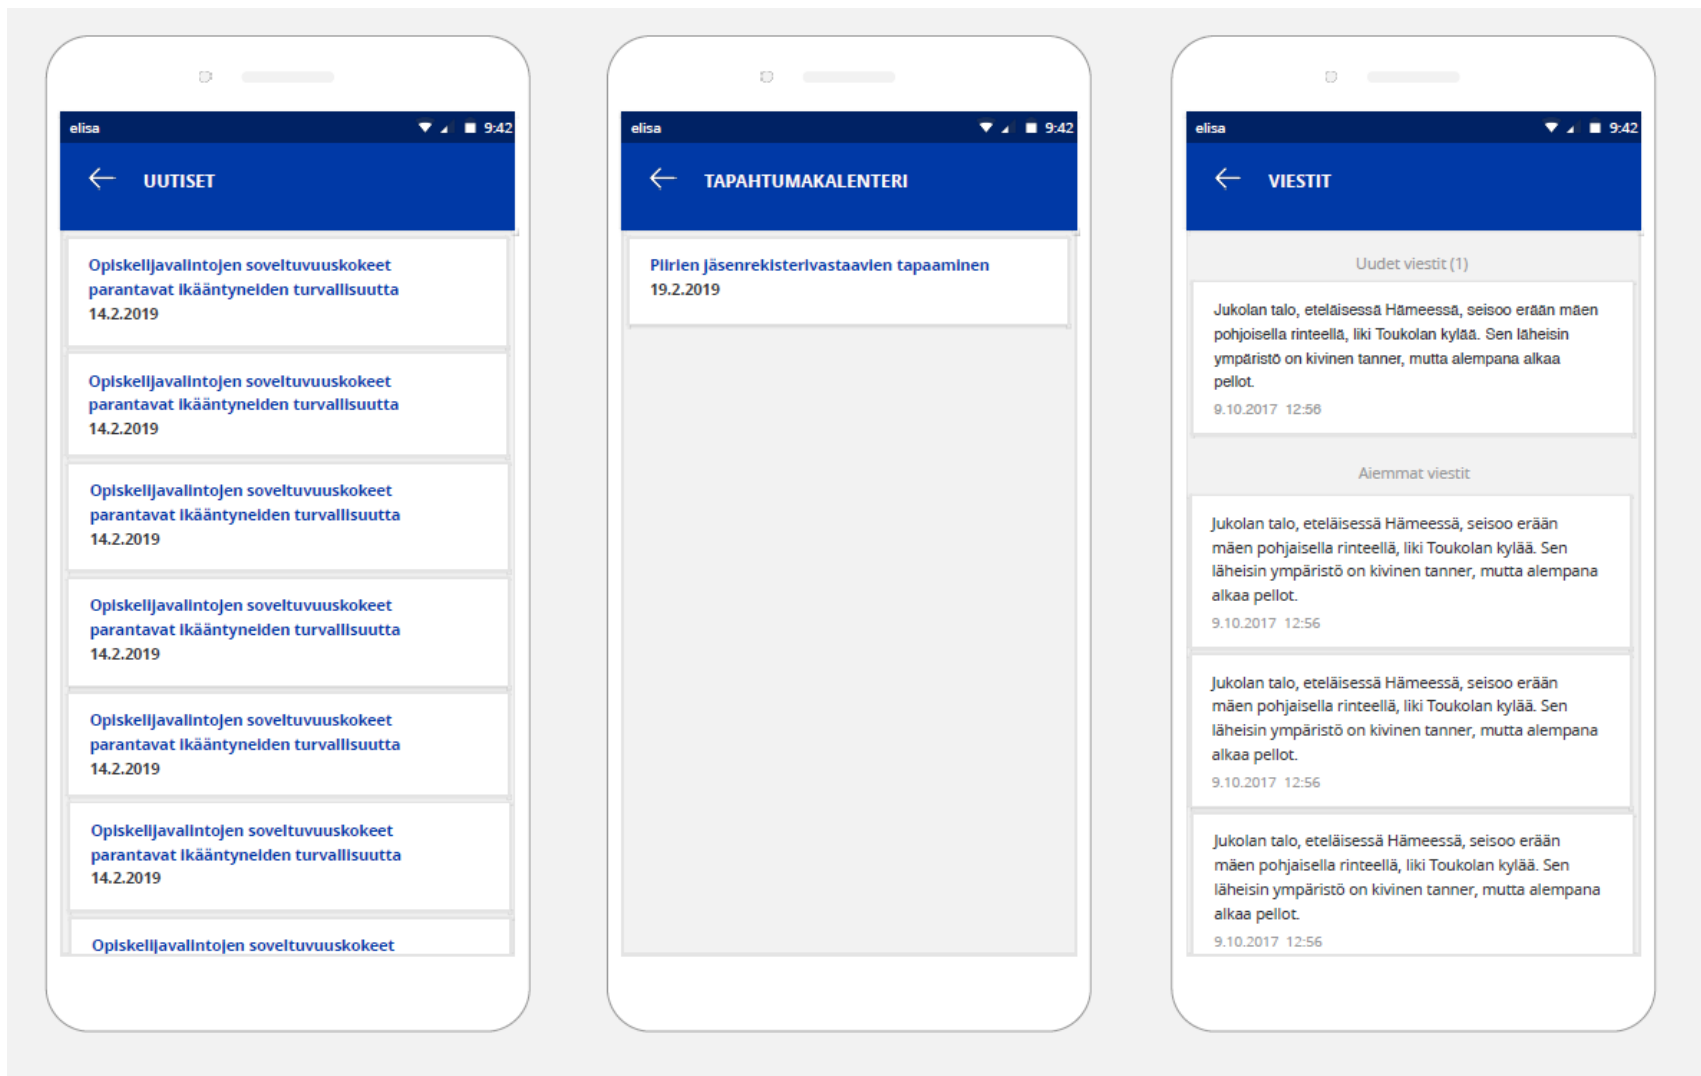 elisa 9:42
UUTISET
Opiskelijavalintojen soveltuvuuskokeet
parantavat ikääntyneiden turvallisuutta
14.2.2019
Opiskelijavalintojen soveltuvuuskokeet
parantavat ikääntyneiden turvallisuutta
14.2.2019
Opiskelijavalintojen soveltuvuuskokeet
parantavat ikääntyneiden turvallisuutta
14.2.2019
Opiskelijavalintojen soveltuvuuskokeet
parantavat ikääntyneiden turvallisuutta
14.2.2019
Opiskelijavalintojen soveltuvuuskokeet
parantavat ikääntyneiden turvallisuutta
14.2.2019
Opiskelijavalintojen soveltuvuuskokeet
parantavat ikääntyneiden turvallisuutta
14.2.2019
Opiskelijavalintojen soveltuvuuskokeet
elisa 9:42
TAPAHTUMAKALENTERI
Piirien jäsenrekisterivastaavien tapaaminen
19.2.2019
elisa 9:42
VIESTIT
Uudet viestit (1)
Jukolan talo, eteläisessä Hämeessä, seisoo erään mäen
pohjoisella rinteellä, liki Toukolan kylää. Sen läheisin
ympäristö on kivinen tanner, mutta alempana alkaa
pellot.
9.10.2017 12:56
Aiemmat viestit
Jukolan talo, eteläisessä Hämeessä, seisoo erään
mäen pohjaisella rinteellä, liki Toukolan kylää. Sen
läheisin ympäristö on kivinen tanner, mutta alempana
alkaa pellot.
9.10.2017 12:56
Jukolan talo, eteläisessä Hämeessä, seisoo erään
mäen pohjaisella rinteellä, liki Toukolan kylää. Sen
läheisin ympäristö on kivinen tanner, mutta alempana
alkaa pellot.
9.10.2017 12:56
Jukolan talo, eteläisessä Hämeessä, seisoo erään
mäen pohjaisella rinteellä, liki Toukolan kylää. Sen
läheisin ympäristö on kivinen tanner, mutta alempana
alkaa pellot.
9.10.2017 12:56